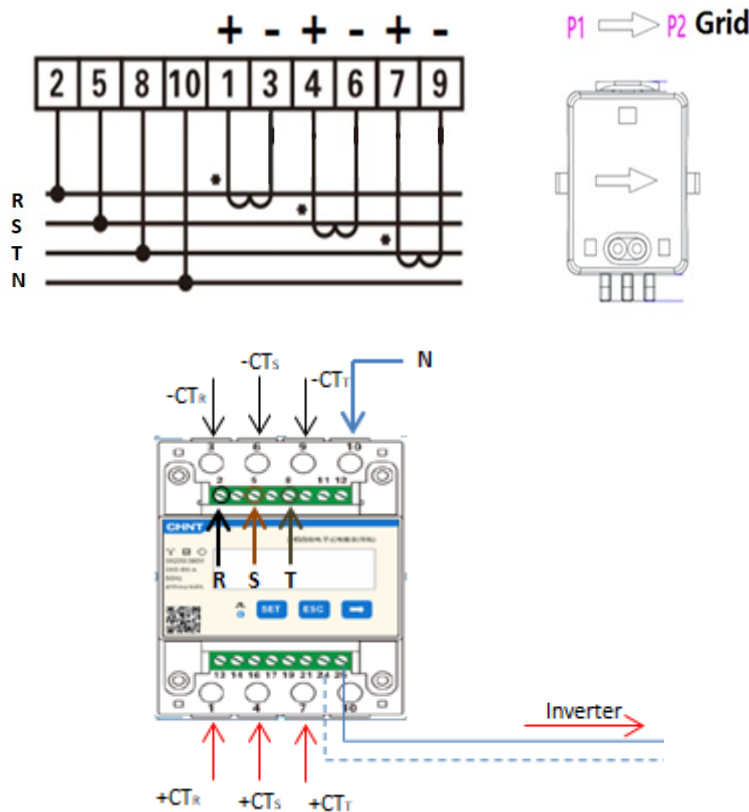 + - + - + -
P1 P2 Grid
2 5 8 10 1 3 4 6 7 9
* * *
R
S
T
N
-CTS
N
-CTR
-CTT
3 6 9 10
2 5 8 11 12
CHNT
R S T
SET ESC
13 14 16 17 19 21 24 25
1 4 7 10
Inverter
+CTR +CTS +CTT